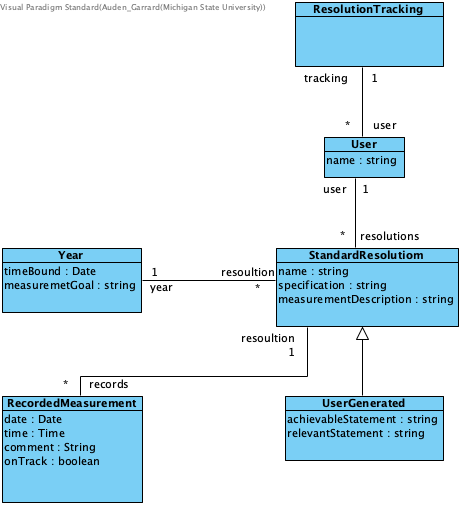 Visual Paradigm Standard(Auden_Garrard(Michigan State University))
ResolutionTracking
tracking 1
* user
User
name : string
user 1
* resolutions
Year
timeBound : Date
measuremetGoal : string
1 resoultion
year *
StandardResolutiom
name : string
specification : string
measurementDescription : string
resoultion
1
* records
RecordedMeasurement
date : Date
time : Time
comment : String
onTrack : boolean
UserGenerated
achievableStatement : string
relevantStatement : string